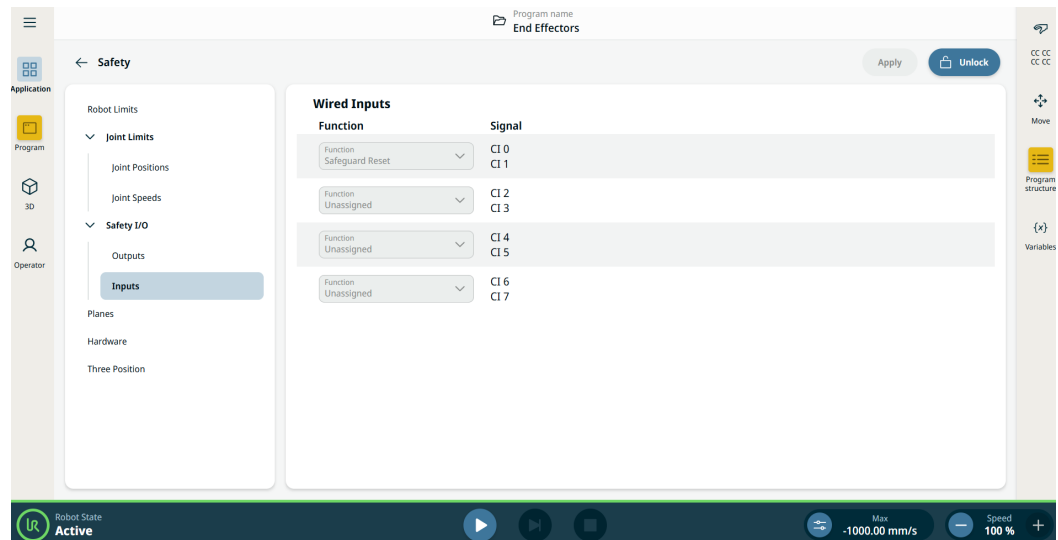 Program name
End Effectors
Application
Program
3D
Operator
Safety
Apply
Unlock
Robot Limits
Joint Limits
Joint Positions
Joint Speeds
Safety I/O
Outputs
Inputs
Planes
Hardware
Three Position
Wired Inputs
Function Signal
Function
Safeguard Reset
CI 0
CI 1
Function
Unassigned
CI 2
CI 3
Function
Unassigned
CI 4
CI 5
Function
Unassigned
CI 6
CI 7
CC CC
CC CC
Move
Program
structure
{x}
Variables
UR
Robot State
Active
Max
-1000.00 mm/s
Speed
100 %